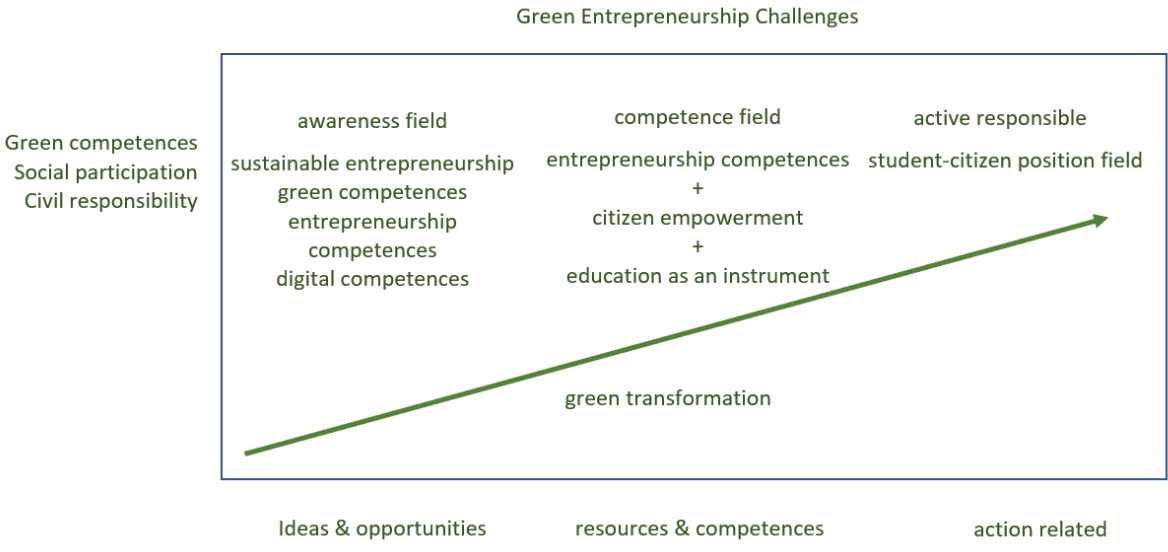 Green Entrepreneurship Challenges
Green competences
Social participation
Civil responsibility
awareness field
sustainable entrepreneurship
green competences
entrepreneurship
competences
digital competences
competence field
entrepreneurship competences
+
citizen empowerment
+
education as an instrument
active responsible
student-citizen position field
green transformation
Ideas & opportunities
resources & competences
action related